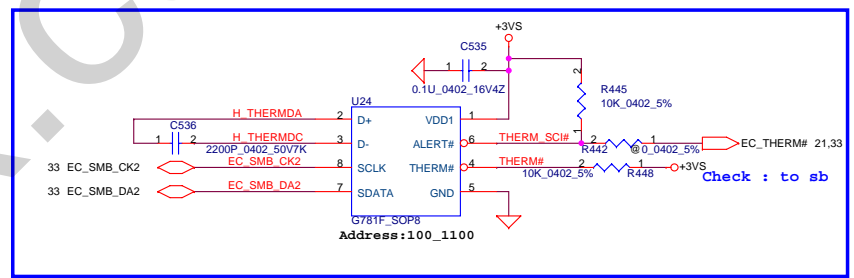 +3VS
C535
1 2
0.1U_0402_16V4Z
2
R445
10K_0402_5%
1
U24
H_THERMDA 2 D+ VDD1 1
C536
1 2 H_THERMDC 3 D- ALERT# 6 THERM_SCI# 2 1 EC_THERM# 21,33
2200P_0402_50V7K R442 @0_0402_5%
33 EC_SMB_CK2 EC_SMB_CK2 8 SCLK THERM# 4 THERM# 2 1 +3VS
10K_0402_5% R448
Check : to sb
33 EC_SMB_DA2 EC_SMB_DA2 7 SDATA GND 5
G781F_SOP8
Address:100_1100